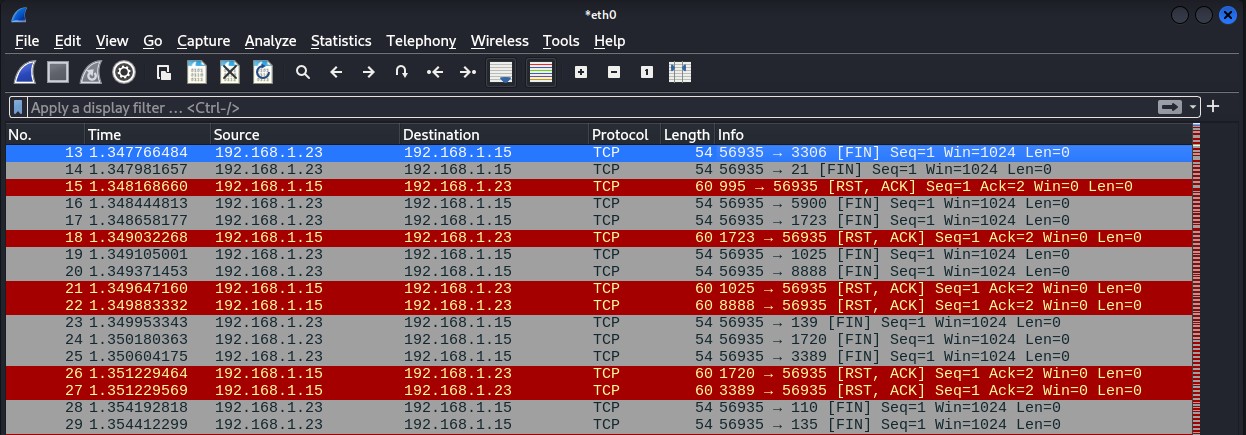 *eth0
File Edit View Go Capture Analyze Statistics Telephony Wireless Tools Help
Apply a display filter … <Ctrl-/>
No. Time Source Destination Protocol Length Info
13 1.347766484 192.168.1.23 192.168.1.15 TCP 54 56935 → 3306 [FIN] Seq=1 Win=1024 Len=0
14 1.347981657 192.168.1.23 192.168.1.15 TCP 54 56935 → 21 [FIN] Seq=1 Win=1024 Len=0
15 1.348168660 192.168.1.15 192.168.1.23 TCP 60 995 → 56935 [RST, ACK] Seq=1 Ack=2 Win=0 Len=0
16 1.348444813 192.168.1.23 192.168.1.15 TCP 54 56935 → 5900 [FIN] Seq=1 Win=1024 Len=0
17 1.348658177 192.168.1.23 192.168.1.15 TCP 54 56935 → 1723 [FIN] Seq=1 Win=1024 Len=0
18 1.349032268 192.168.1.15 192.168.1.23 TCP 60 1723 → 56935 [RST, ACK] Seq=1 Ack=2 Win=0 Len=0
19 1.349105001 192.168.1.23 192.168.1.15 TCP 54 56935 → 1025 [FIN] Seq=1 Win=1024 Len=0
20 1.349371453 192.168.1.23 192.168.1.15 TCP 54 56935 → 8888 [FIN] Seq=1 Win=1024 Len=0
21 1.349647160 192.168.1.15 192.168.1.23 TCP 60 1025 → 56935 [RST, ACK] Seq=1 Ack=2 Win=0 Len=0
22 1.349883332 192.168.1.15 192.168.1.23 TCP 60 8888 → 56935 [RST, ACK] Seq=1 Ack=2 Win=0 Len=0
23 1.349953343 192.168.1.23 192.168.1.15 TCP 54 56935 → 139 [FIN] Seq=1 Win=1024 Len=0
24 1.350180363 192.168.1.23 192.168.1.15 TCP 54 56935 → 1720 [FIN] Seq=1 Win=1024 Len=0
25 1.350604175 192.168.1.23 192.168.1.15 TCP 54 56935 → 3389 [FIN] Seq=1 Win=1024 Len=0
26 1.351229464 192.168.1.15 192.168.1.23 TCP 60 1720 → 56935 [RST, ACK] Seq=1 Ack=2 Win=0 Len=0
27 1.351229569 192.168.1.15 192.168.1.23 TCP 60 3389 → 56935 [RST, ACK] Seq=1 Ack=2 Win=0 Len=0
28 1.354192818 192.168.1.23 192.168.1.15 TCP 54 56935 → 110 [FIN] Seq=1 Win=1024 Len=0
29 1.354412299 192.168.1.23 192.168.1.15 TCP 54 56935 → 135 [FIN] Seq=1 Win=1024 Len=0